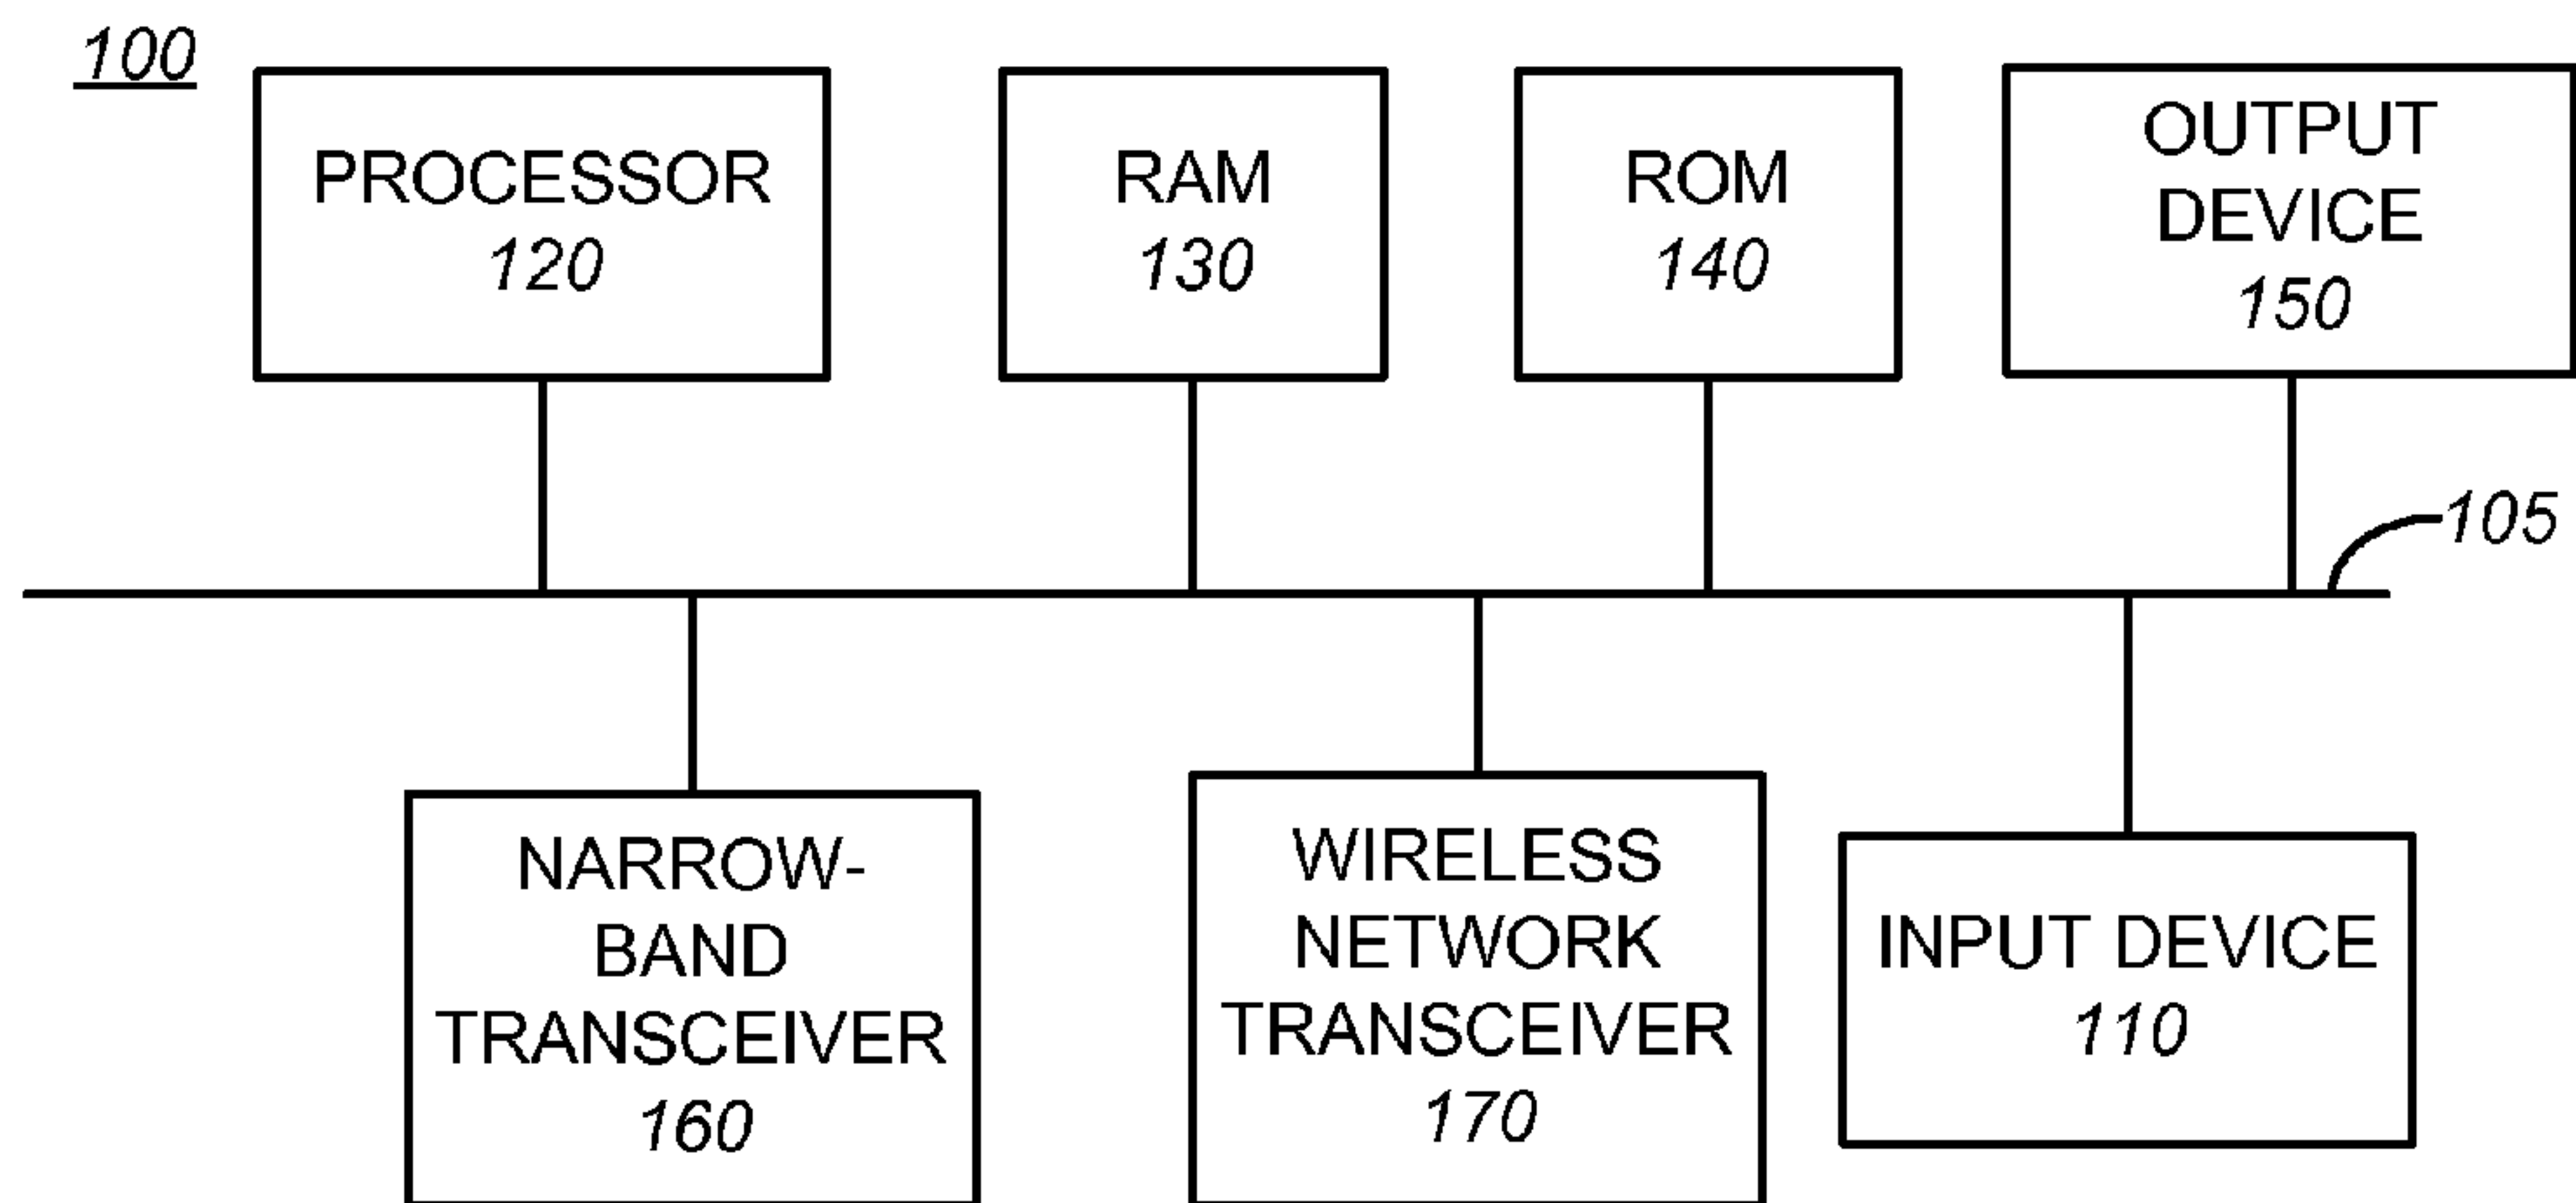 100
PROCESSOR
120
RAM
130
ROM
140
OUTPUT
DEVICE
150
105
NARROW-
BAND
TRANSCEIVER
160
WIRELESS
NETWORK
TRANSCEIVER
170
INPUT DEVICE
110